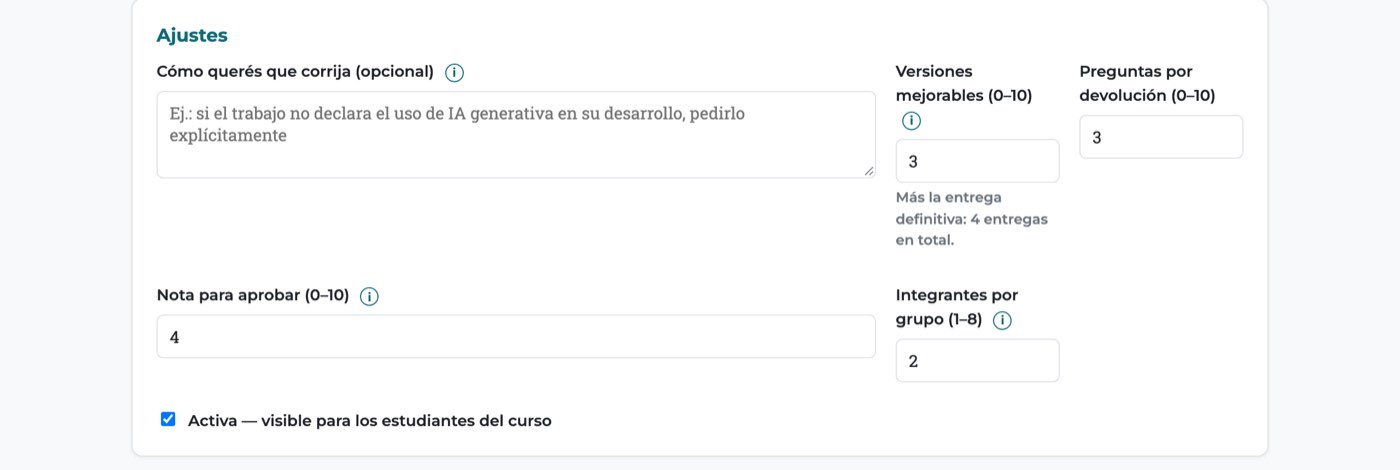 Ajustes
Cómo querés que corrija (opcional) i
Ej.: si el trabajo no declara el uso de IA generativa en su desarrollo, pedirlo
explícitamente
Versiones
mejorables (0–10)
i
3
Más la entrega
definitiva: 4 entregas
en total.
Preguntas por
devolución (0–10)
3
Nota para aprobar (0–10) i
4
Integrantes por
grupo (1–8) i
2
Activa — visible para los estudiantes del curso